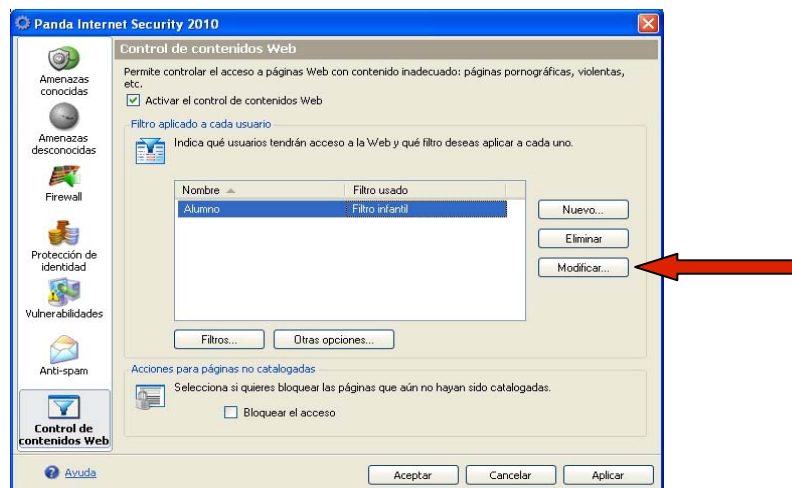 Panda Internet Security 2010
Control de contenidos Web
Permite controlar el acceso a páginas Web con contenido inadecuado: páginas pornográficas, violentas,
etc.
Activar el control de contenidos Web
Filtro aplicado a cada usuario
Indica qué usuarios tendrán acceso a la Web y qué filtro deseas aplicar a cada uno.
Nombre Filtro usado
Alumno Filtro infantil
Nuevo...
Eliminar
Modificar...
Filtros... Otras opciones...
Acciones para páginas no catalogadas
Selecciona si quieres bloquear las páginas que aún no hayan sido catalogadas.
Bloquear el acceso
Amenazas
conocidas
Amenazas
desconocidas
Firewall
Protección de
identidad
Vulnerabilidades
Anti-spam
Control de
contenidos Web
Ayuda
Aceptar Cancelar Aplicar